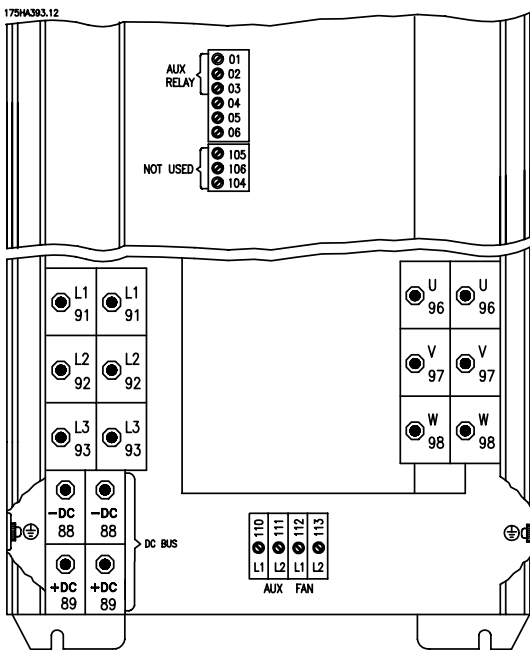 175HA393.12
AUX RELAY
01
02
03
04
05
06
NOT USED
105
106
104
L1 91 L1 91
L2 92 L2 92
L3 93 L3 93
U 96 U 96
V 97 V 97
W 98 W 98
-DC 88 -DC 88
+DC 89 +DC 89
DC BUS
110 111 112 113
L1 L2 L1 L2
AUX FAN